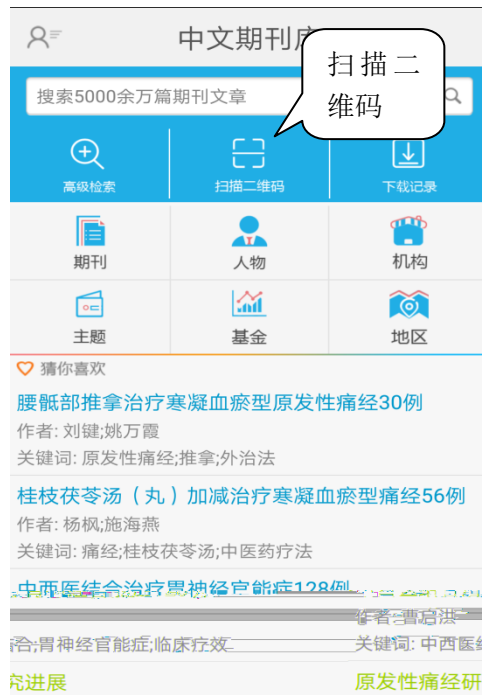 中文期刊库
扫描二
维码
搜索5000余万篇期刊文章
高级检索
扫描二维码
下载记录
期刊
人物
机构
主题
基金
地区
猜你喜欢
腰骶部推拿治疗寒凝血瘀型原发性痛经30例
作者: 刘键;姚万霞
关键词: 原发性痛经;推拿;外治法
桂枝茯苓汤（丸）加减治疗寒凝血瘀型痛经56例
作者: 杨枫;施海燕
关键词: 痛经;桂枝茯苓汤;中医药疗法
中西医结合治疗胃神经官能症128例
作者: 曹启洪
合;胃神经官能症;临床疗效
关键词: 中西医结
究进展
原发性痛经研